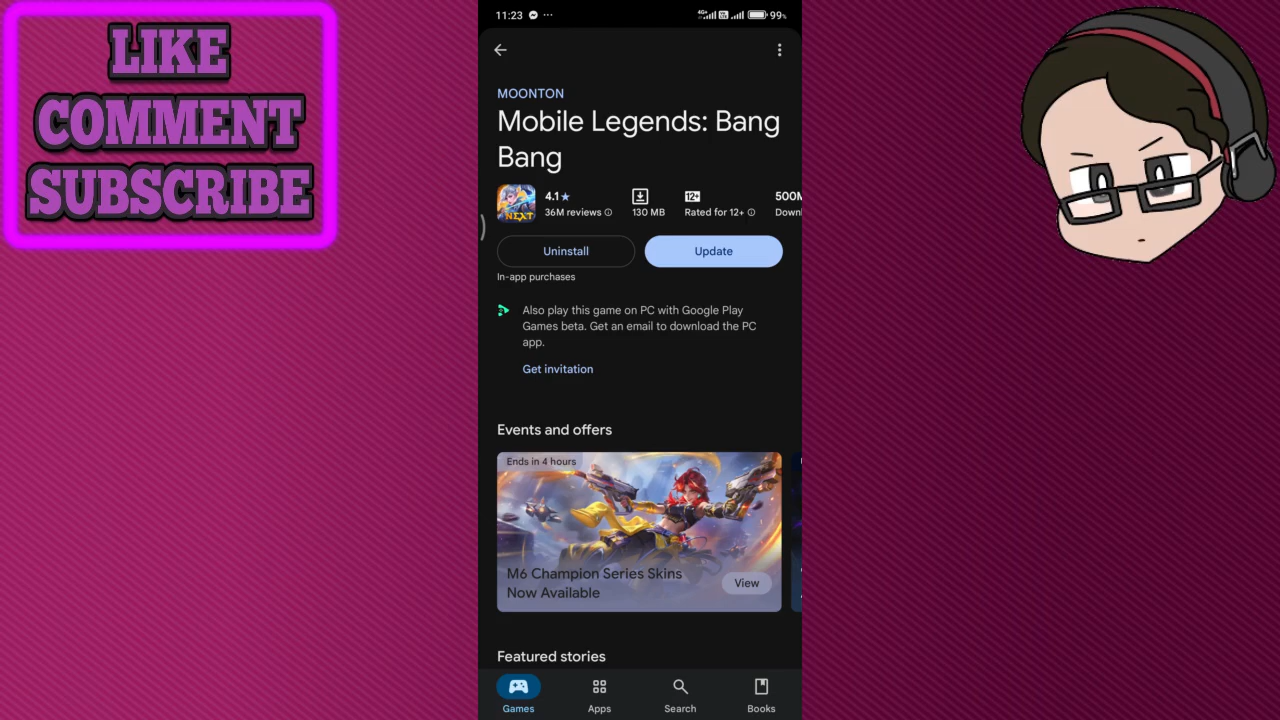 LIKE
COMMENT
SUBSCRIBE
11:23
4G+
99%
MOONTON
Mobile Legends: Bang
Bang
4.1★
36M reviews
130 MB
12+
Rated for 12+
500M
Downl
Uninstall
Update
In-app purchases
Also play this game on PC with Google Play
Games beta. Get an email to download the PC
app.
Get invitation
Events and offers
Ends in 4 hours
M6 Champion Series Skins
Now Available
View
NEXT
Featured stories
Games
Apps
Search
Books